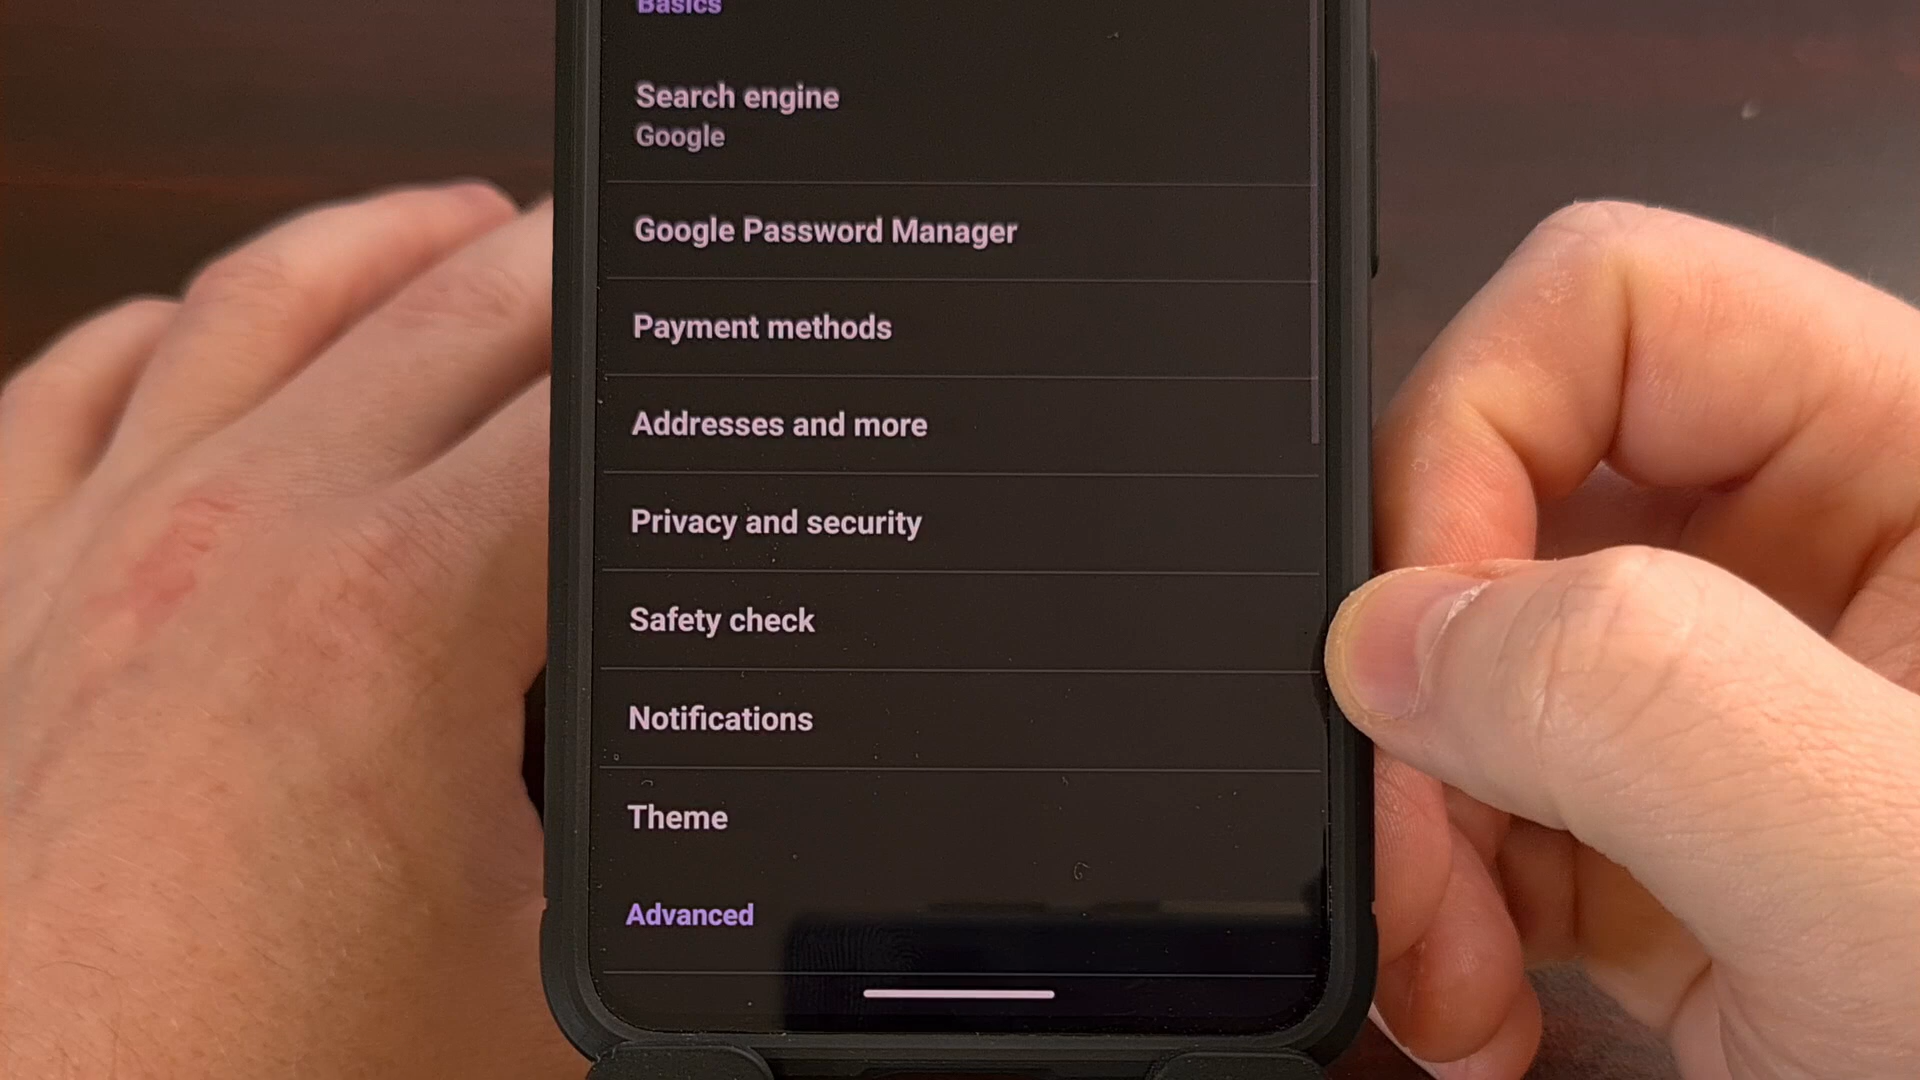 Basics
Search engine
Google
Google Password Manager
Payment methods
Addresses and more
Privacy and security
Safety check
Notifications
Theme
Advanced